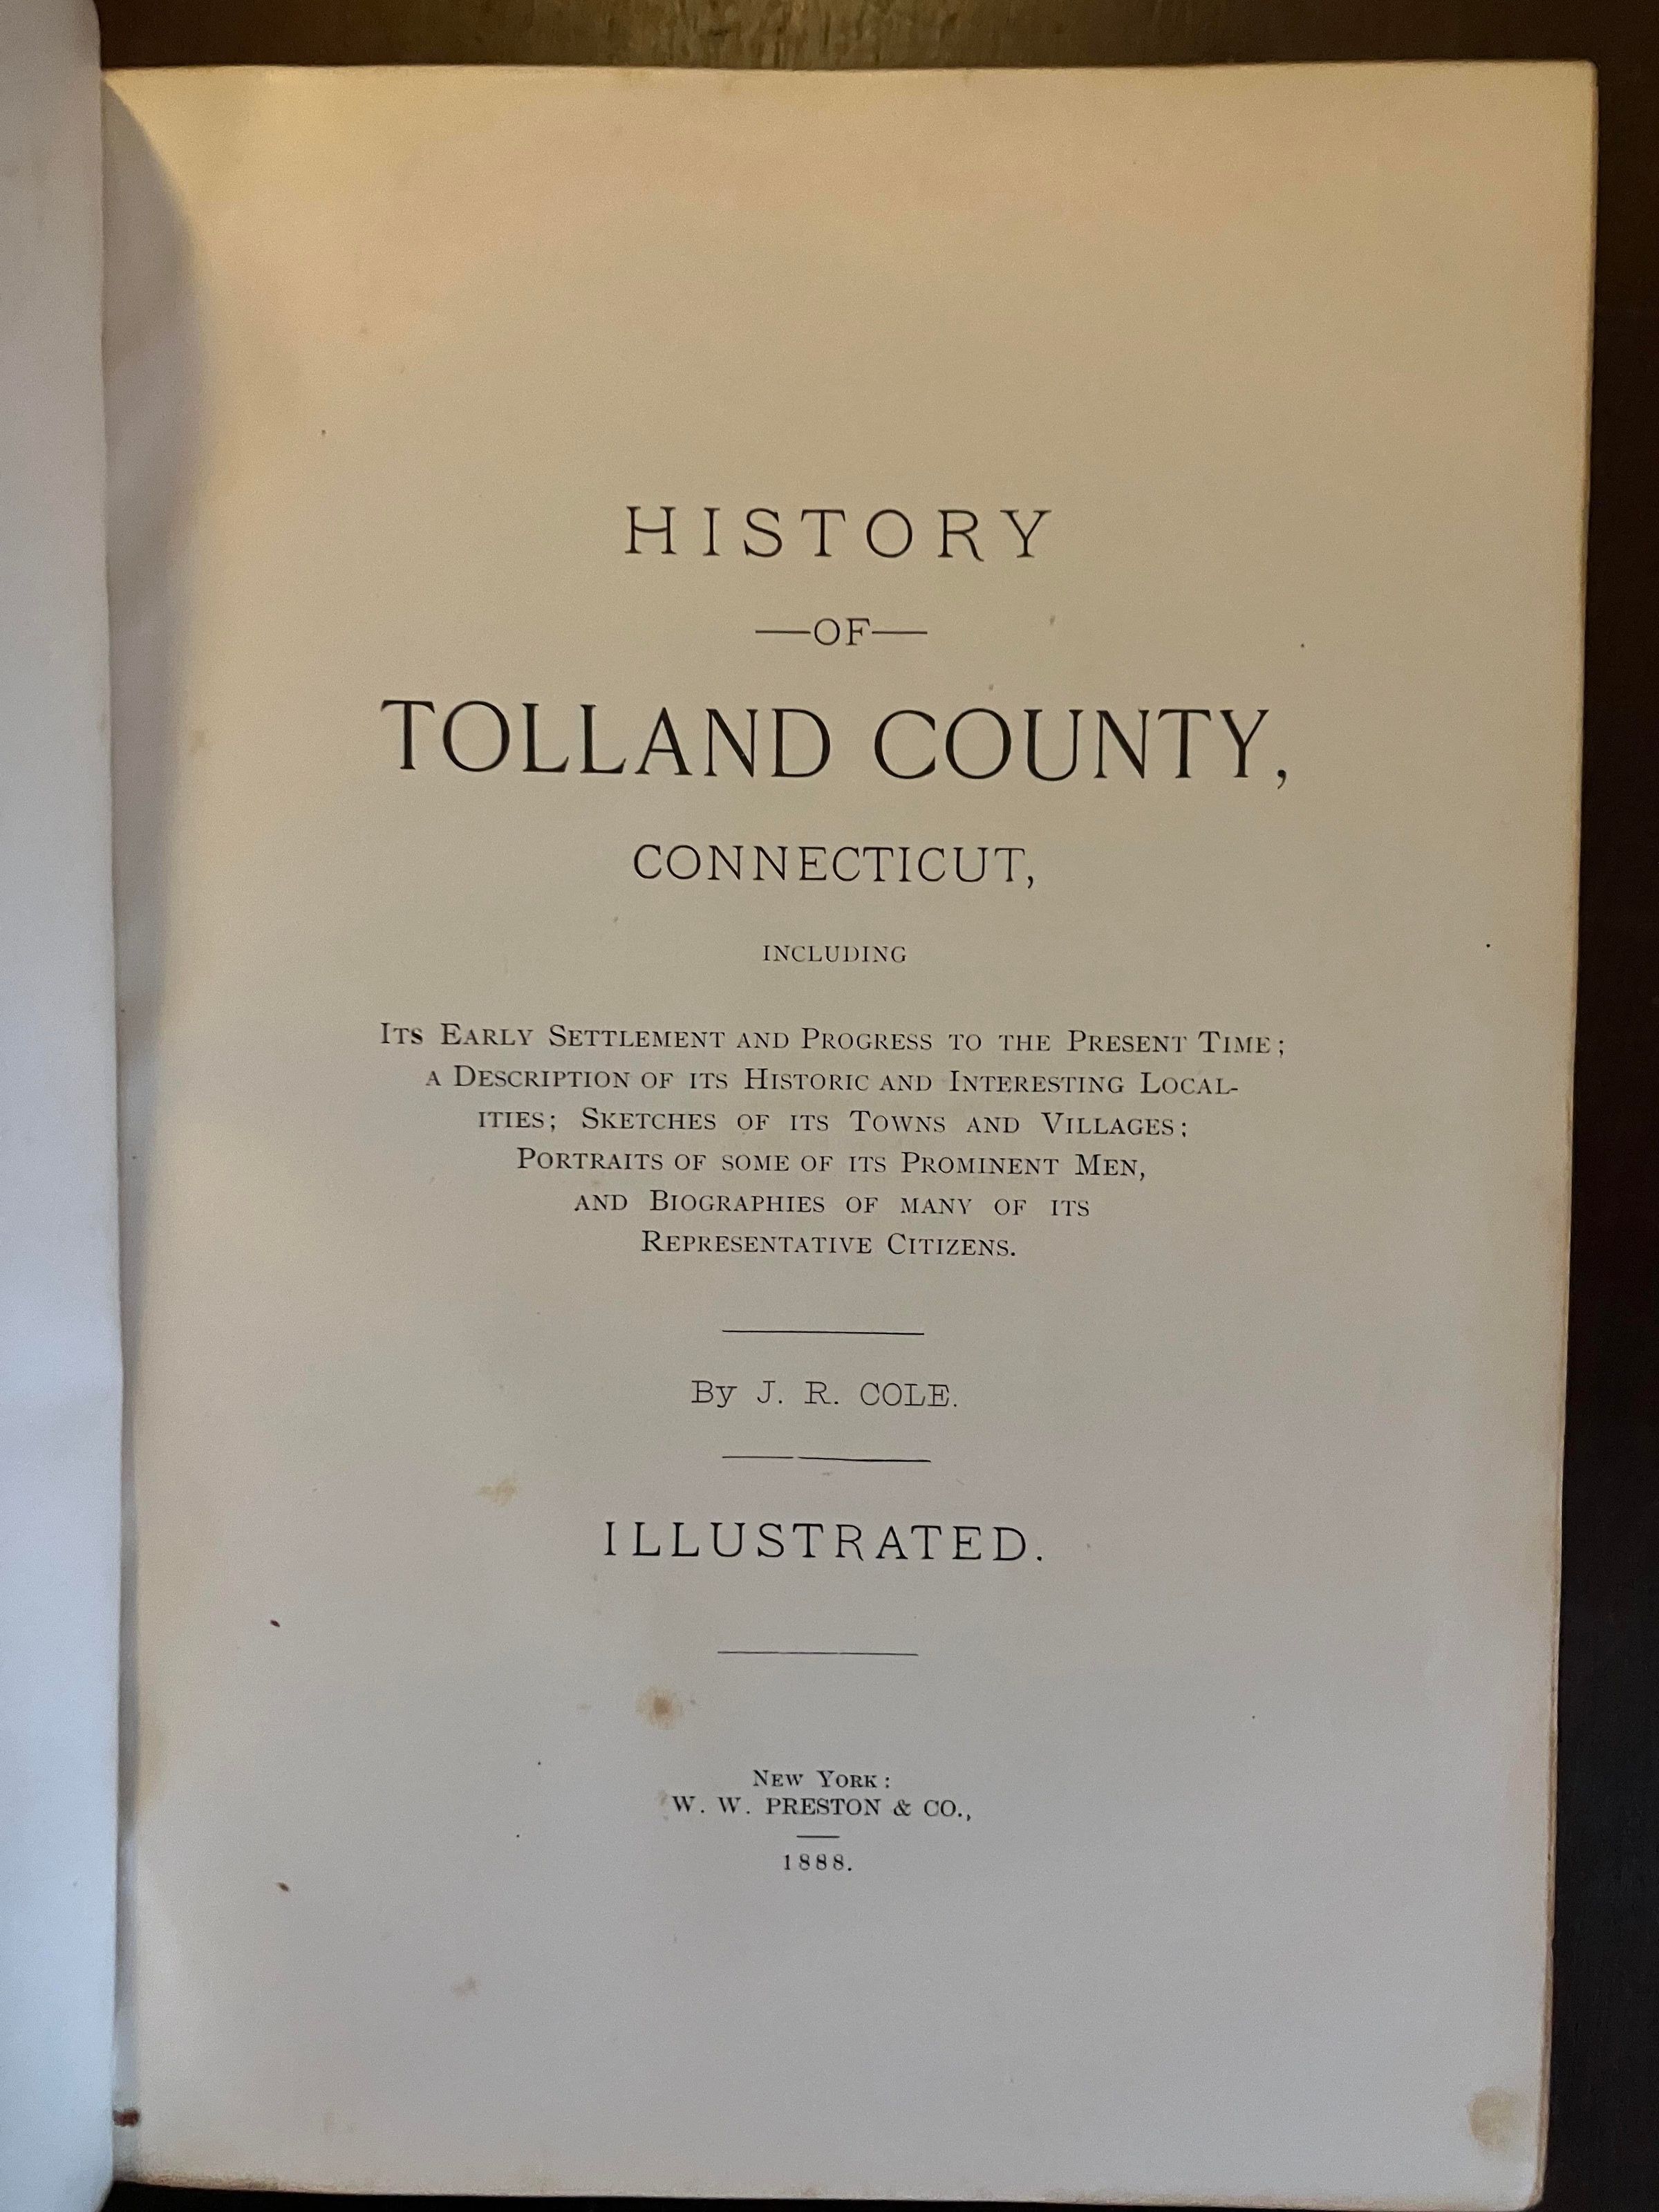 HISTORY
—OF—
TOLLAND COUNTY,
CONNECTICUT,
INCLUDING
ITS EARLY SETTLEMENT AND PROGRESS TO THE PRESENT TIME;
A DESCRIPTION OF ITS HISTORIC AND INTERESTING LOCAL-
ITIES; SKETCHES OF ITS TOWNS AND VILLAGES;
PORTRAITS OF SOME OF ITS PROMINENT MEN,
AND BIOGRAPHIES OF MANY OF ITS
REPRESENTATIVE CITIZENS.
By J. R. COLE.
ILLUSTRATED.
NEW YORK:
W. W. PRESTON & CO.,
1888.